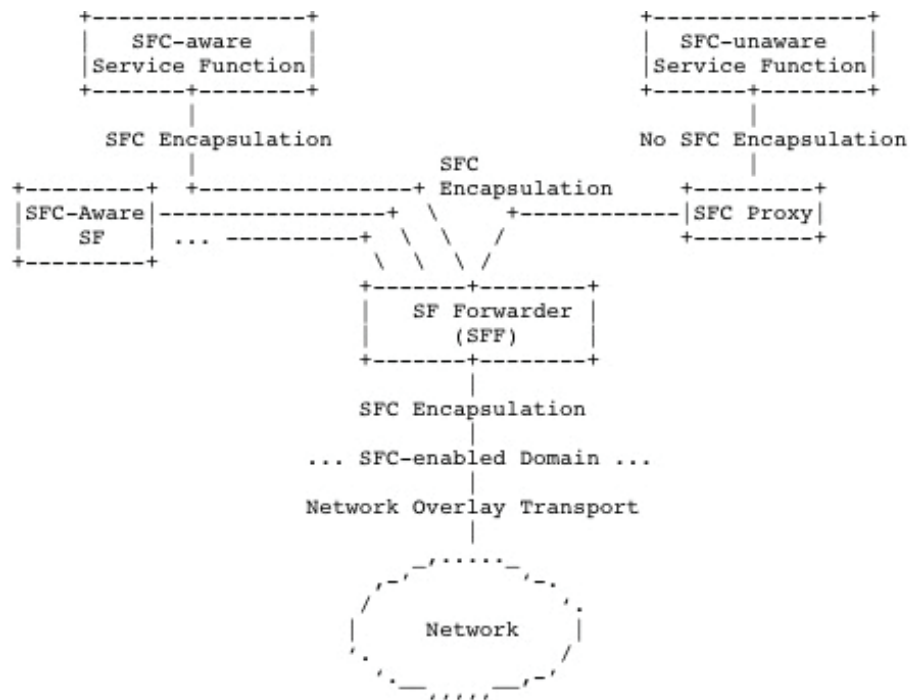 SFC-aware
Service Function
SFC-unaware
Service Function
SFC Encapsulation
No SFC Encapsulation
SFC
Encapsulation
SFC-Aware
SF
...
SFC Proxy
SF Forwarder
(SFF)
SFC Encapsulation
... SFC-enabled Domain ...
Network Overlay Transport
Network